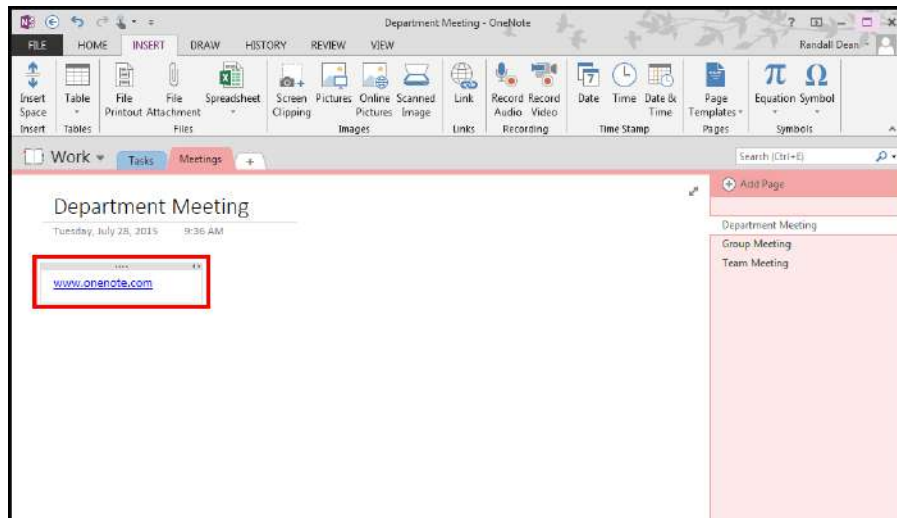 Department Meeting - OneNote
?
FILE HOME INSERT DRAW HISTORY REVIEW VIEW
Randall Dean
Insert Space
Table
File Printout
File Attachment
Spreadsheet
Screen Clipping
Pictures
Online Pictures
Scanned Image
Link
Record Audio
Record Video
Date
Time
Date & Time
Page Templates
π
Equation
Ω
Symbol
Insert
Tables
Files
Images
Links
Recording
Time Stamp
Pages
Symbols
Work
Tasks
Meetings
+
Search (Ctrl+E)
Add Page
Department Meeting
Tuesday, July 28, 2015 9:36 AM
www.onenote.com
Department Meeting
Group Meeting
Team Meeting